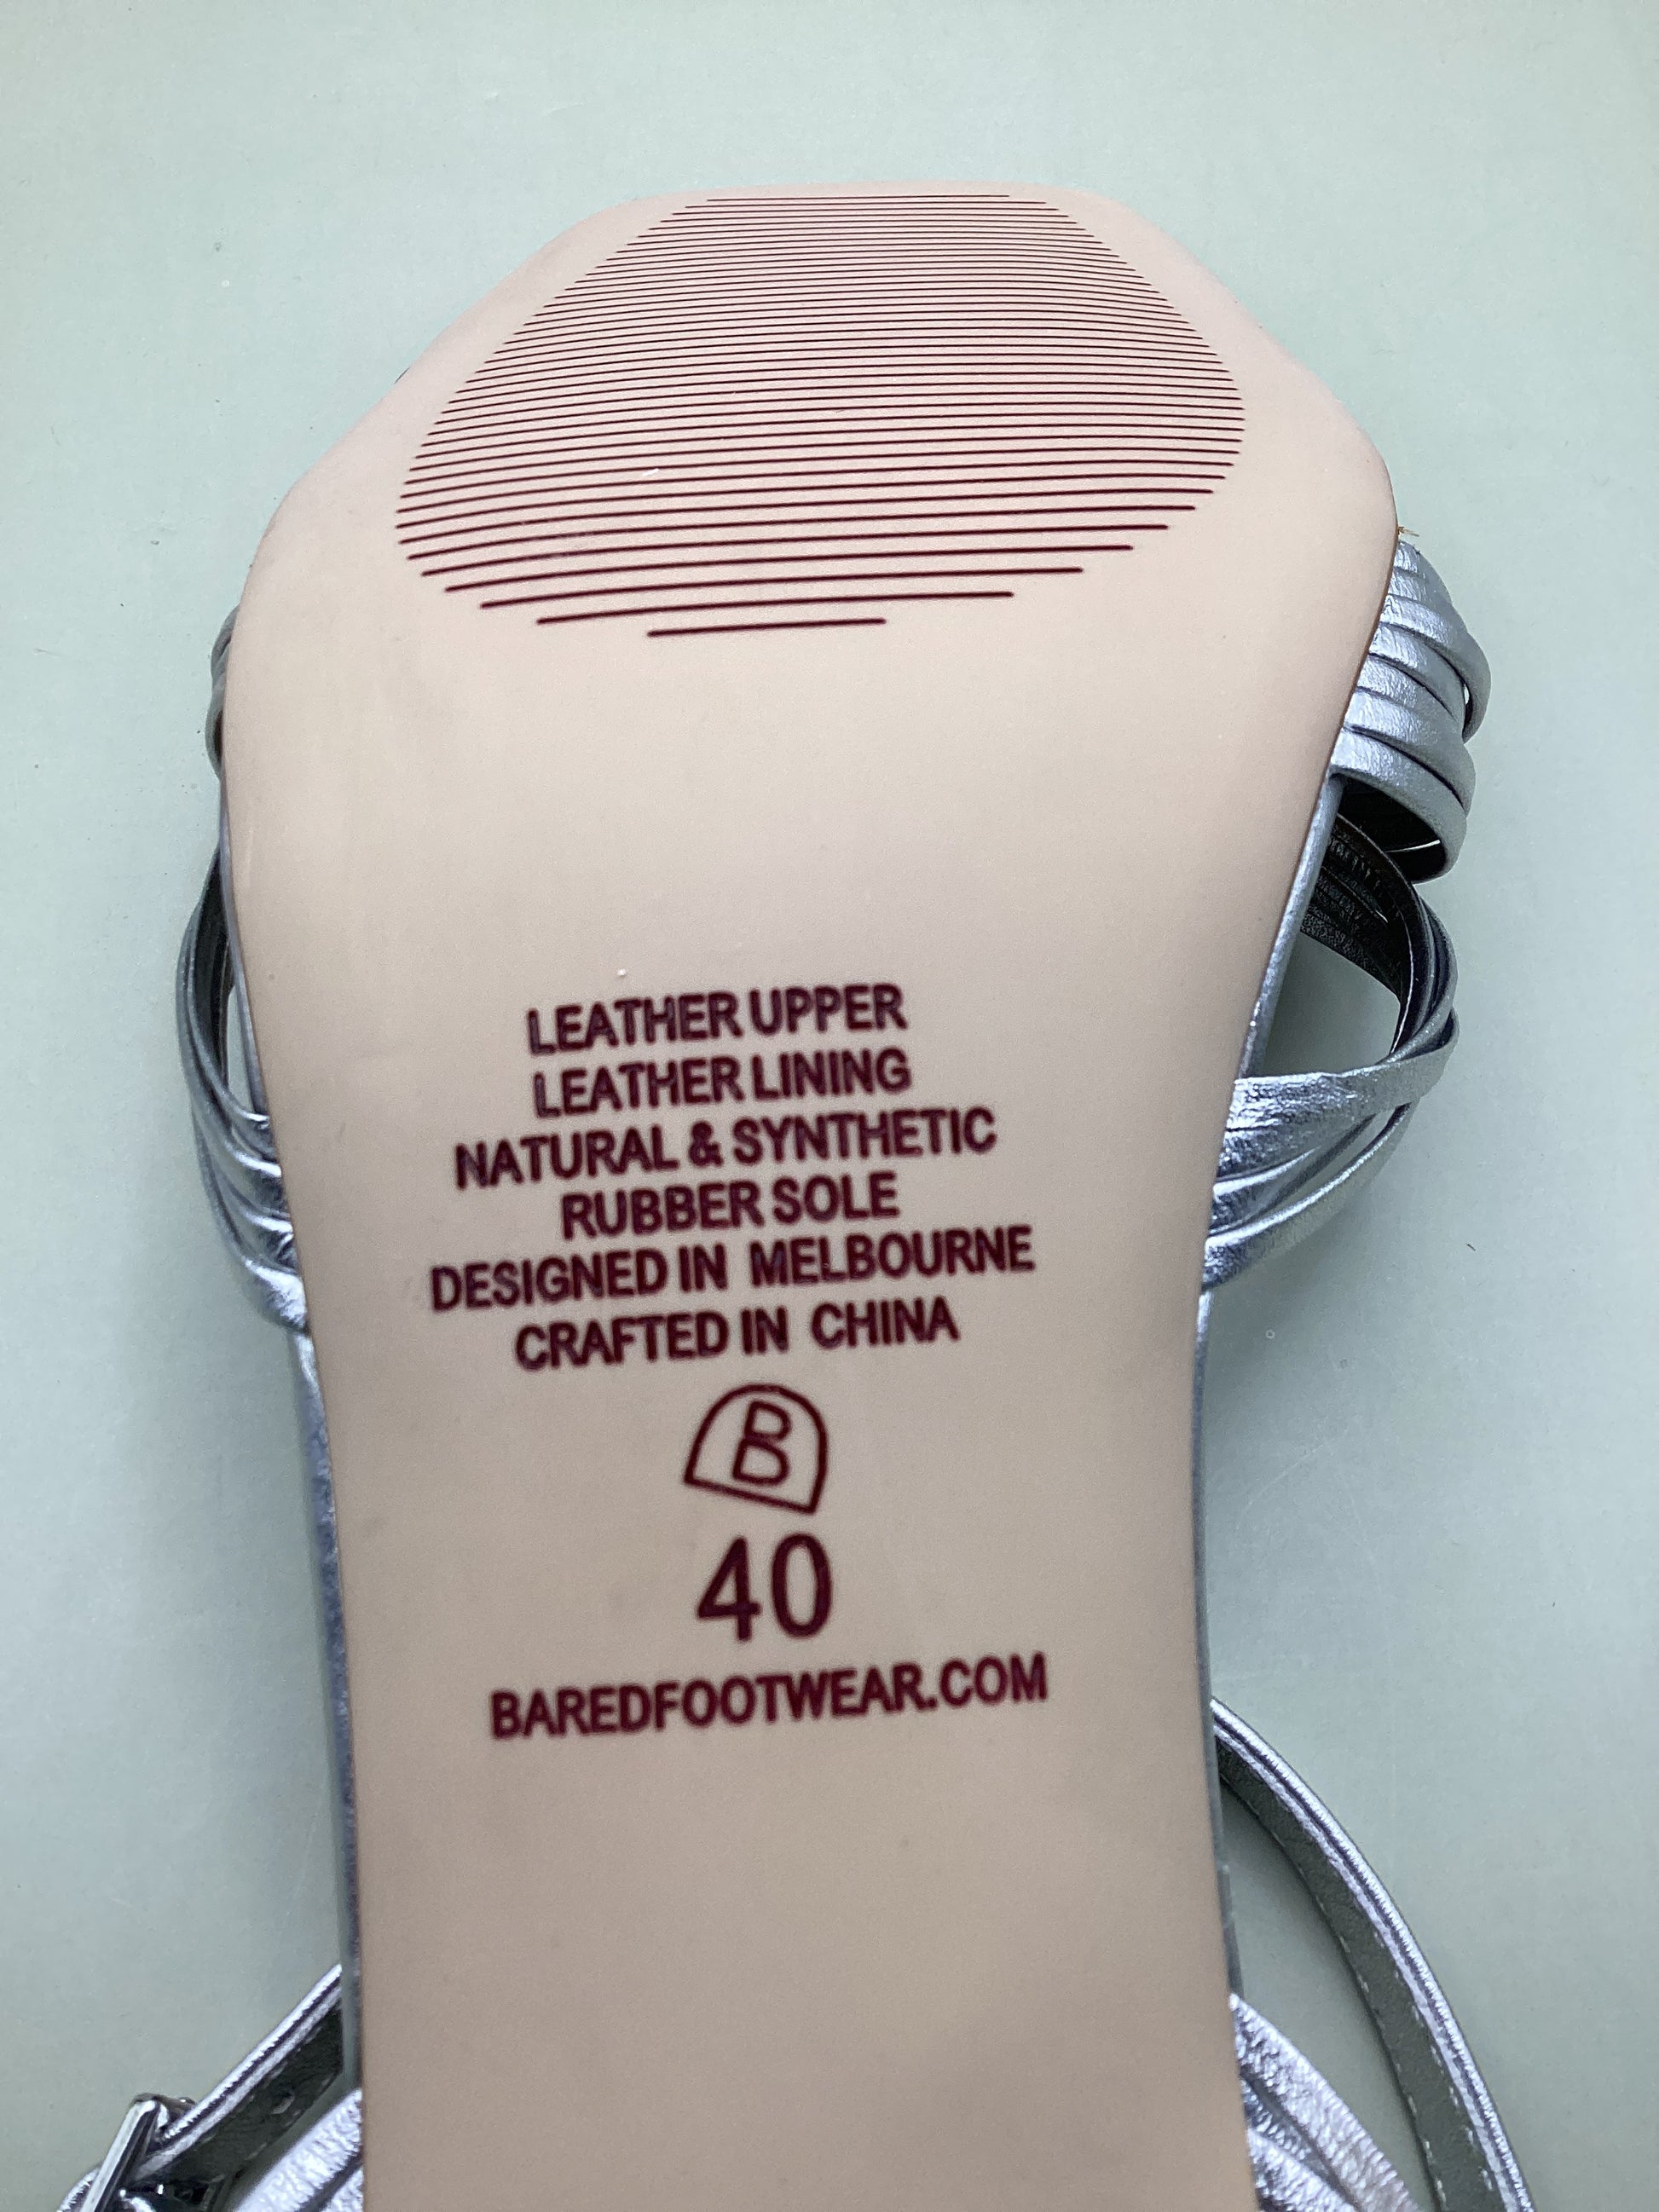 LEATHER UPPER
LEATHER LINING
NATURAL & SYNTHETIC
RUBBER SOLE
DESIGNED IN MELBOURNE
CRAFTED IN CHINA
B
40
BAREDFOOTWEAR.COM